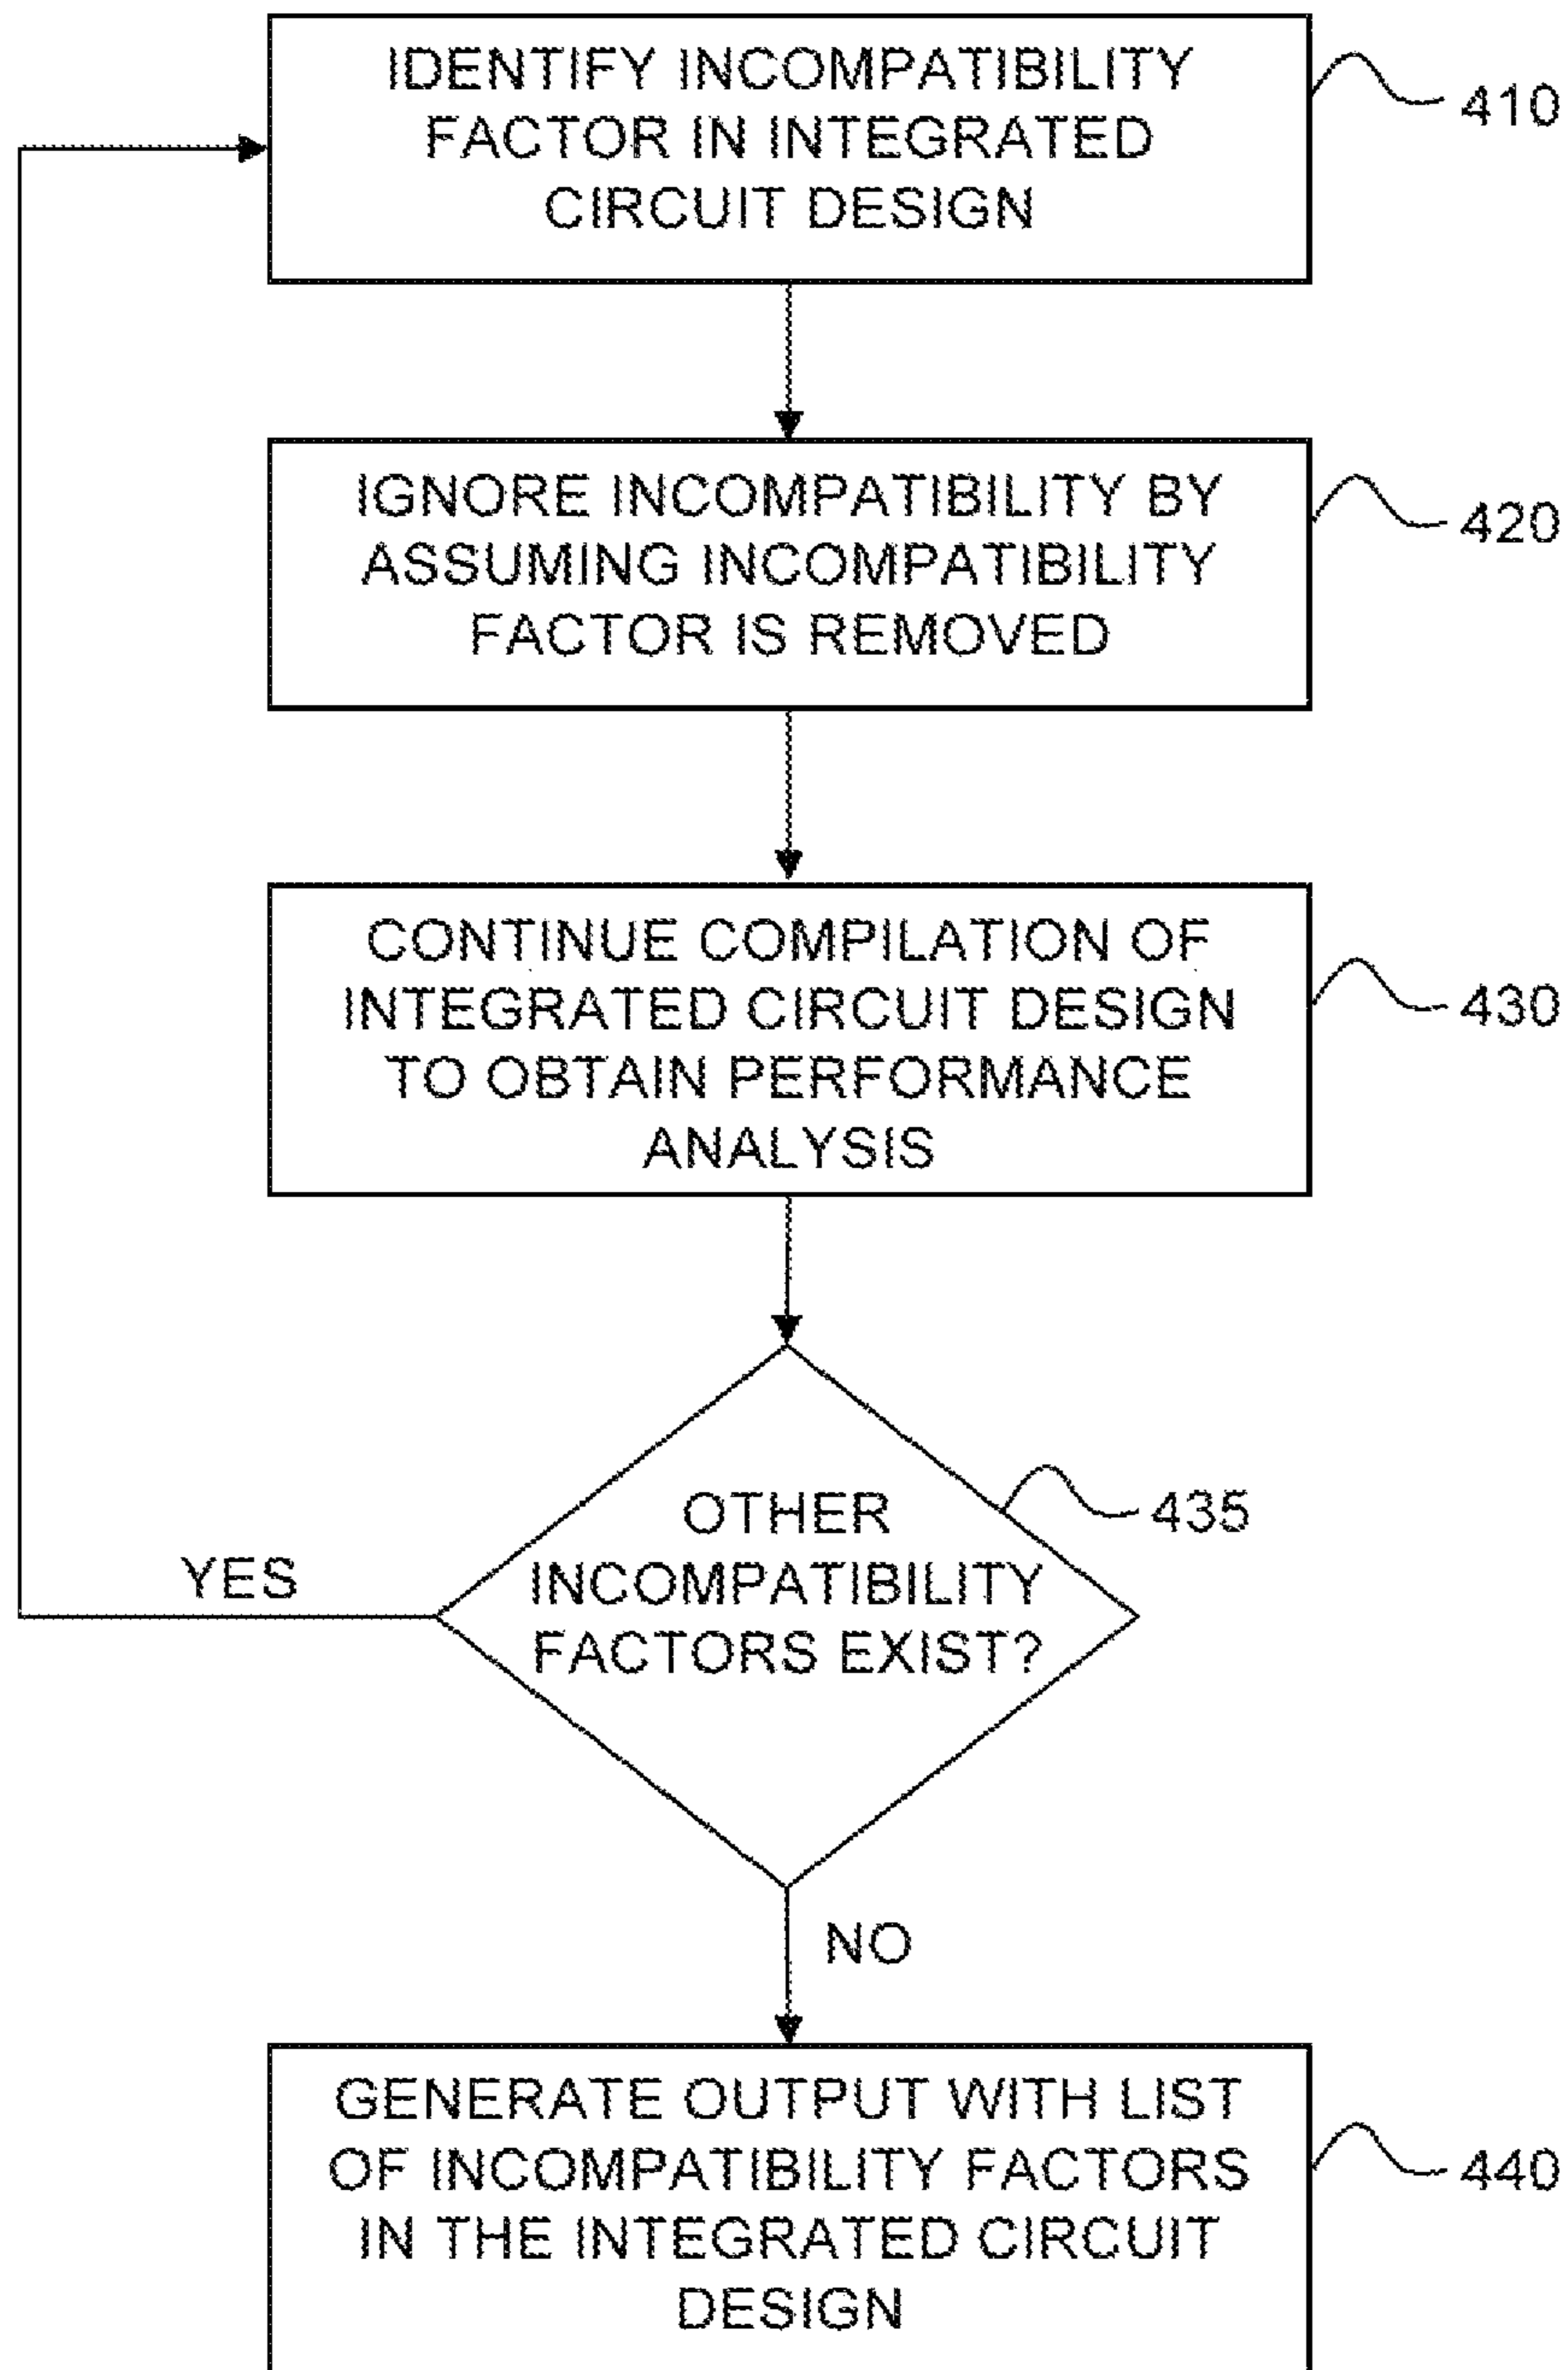 IDENTIFY INCOMPATIBILITY
FACTOR IN INTEGRATED
CIRCUIT DESIGN
410
IGNORE INCOMPATIBILITY BY
ASSUMING INCOMPATIBILITY
FACTOR IS REMOVED
420
CONTINUE COMPILATION OF
INTEGRATED CIRCUIT DESIGN
TO OBTAIN PERFORMANCE
ANALYSIS
430
OTHER
INCOMPATIBILITY
FACTORS EXIST?
435
YES
NO
GENERATE OUTPUT WITH LIST
OF INCOMPATIBILITY FACTORS
IN THE INTEGRATED CIRCUIT
DESIGN
440